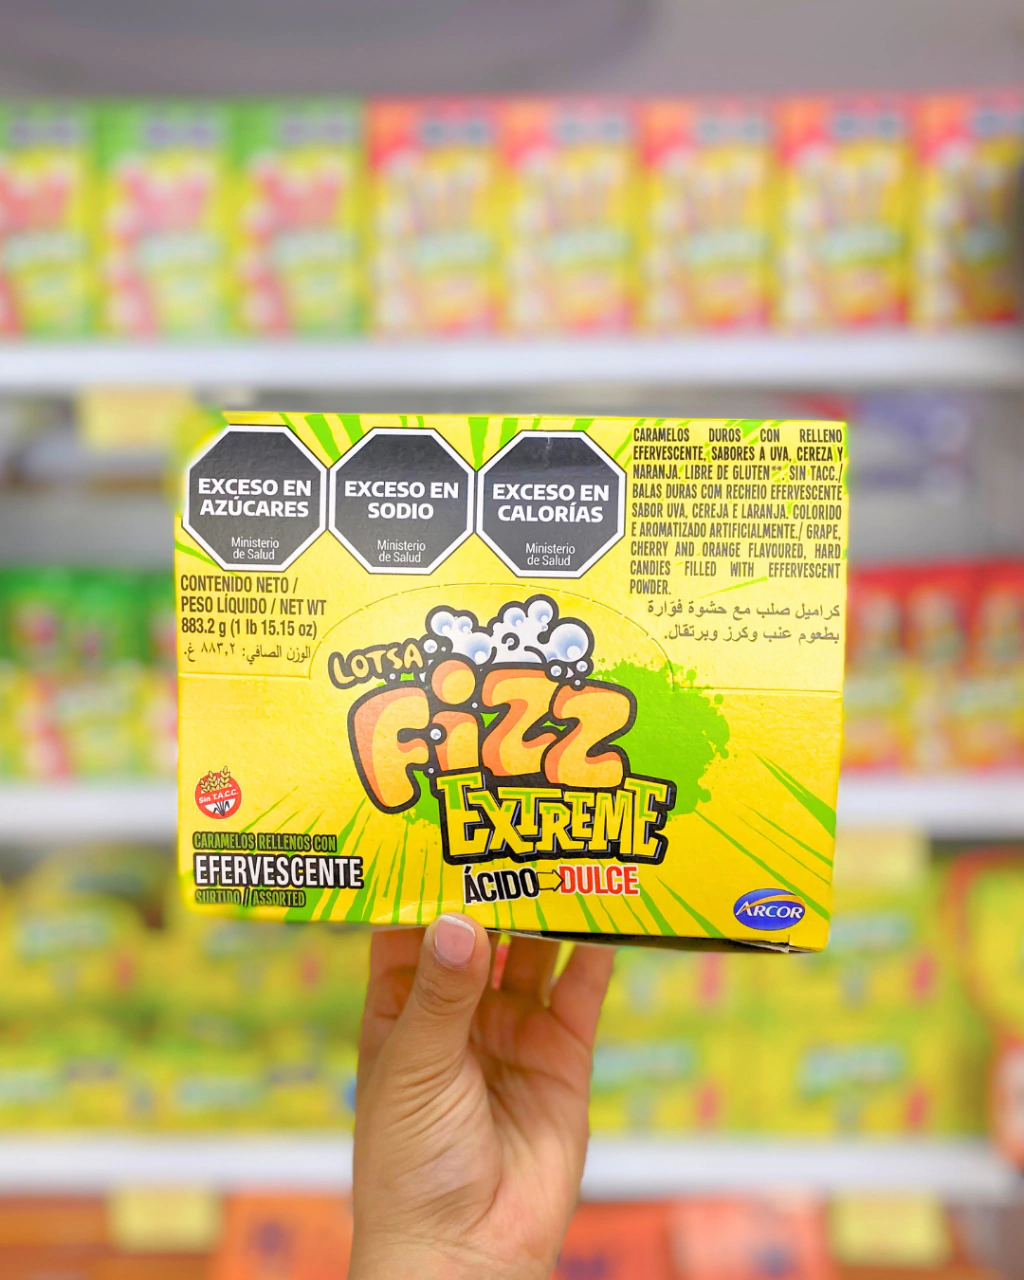 EXCESO EN
AZÚCARES
Ministerio
de Salud
EXCESO EN
SODIO
Ministerio
de Salud
EXCESO EN
CALORÍAS
Ministerio
de Salud
CARAMELOS DUROS CON RELLENO
EFERVESCENTE, SABORES A UVA, CEREZA Y
NARANJA. LIBRE DE GLUTEN**. SIN TACC./
BALAS DURAS COM RECHEIO EFERVESCENTE
SABOR UVA, CEREJA E LARANJA. COLORIDO
E AROMATIZADO ARTIFICIALMENTE./ GRAPE,
CHERRY AND ORANGE FLAVOURED, HARD
CANDIES FILLED WITH EFFERVESCENT
POWDER.
كراميل صلب مع حشوة فوّارة
بطعوم عنب وكرز وبرتقال.
CONTENIDO NETO /
PESO LÍQUIDO / NET WT
883.2 g (1 lb 15.15 oz)
الوزن الصافي: ٨٨٣,٢ غ.
LOTSA
FIZZ
EXTREME
ÁCIDO DULCE
Sin T.A.C.C.
CARAMELOS RELLENOS CON
EFERVESCENTE
SURTIDO / ASSORTED
ARCOR